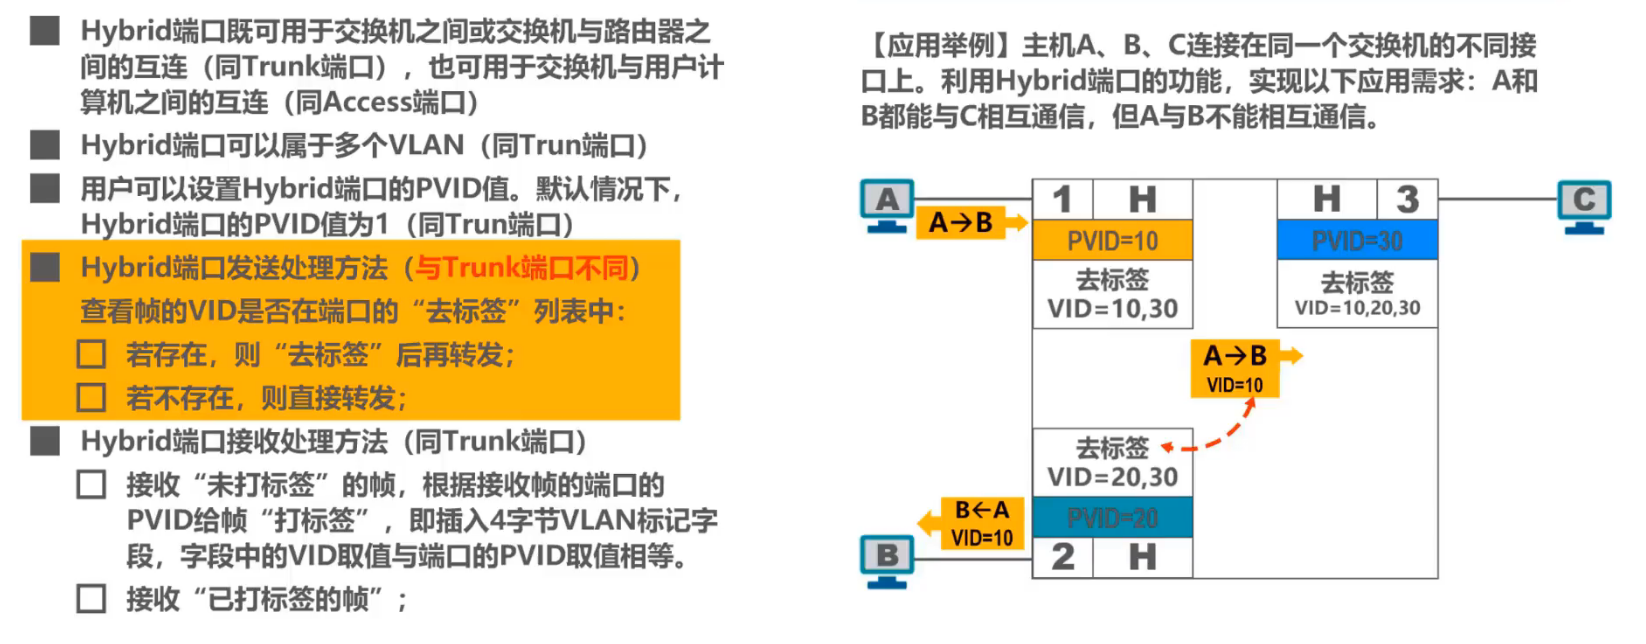 Hybrid端口既可用于交换机之间或交换机与路由器之
间的互连（同Trunk端口），也可用于交换机与用户计
算机之间的互连（同Access端口）
Hybrid端口可以属于多个VLAN（同Trun端口）
用户可以设置Hybrid端口的PVID值。默认情况下，
Hybrid端口的PVID值为1（同Trun端口）
Hybrid端口发送处理方法（与Trunk端口不同）
查看帧的VID是否在端口的“去标签”列表中：
若存在，则“去标签”后再转发；
若不存在，则直接转发；
Hybrid端口接收处理方法（同Trunk端口）
接收“未打标签”的帧，根据接收帧的端口的
PVID给帧“打标签”，即插入4字节VLAN标记字
段，字段中的VID取值与端口的PVID取值相等。
接收“已打标签的帧”；
【应用举例】主机A、B、C连接在同一个交换机的不同接
口上。利用Hybrid端口的功能，实现以下应用需求：A和
B都能与C相互通信，但A与B不能相互通信。
A
A→B
1 H
PVID=10
去标签
VID=10,30
H 3
PVID=30
去标签
VID=10,20,30
C
A→B
VID=10
去标签
VID=20,30
PVID=20
2 H
B←A
VID=10
B